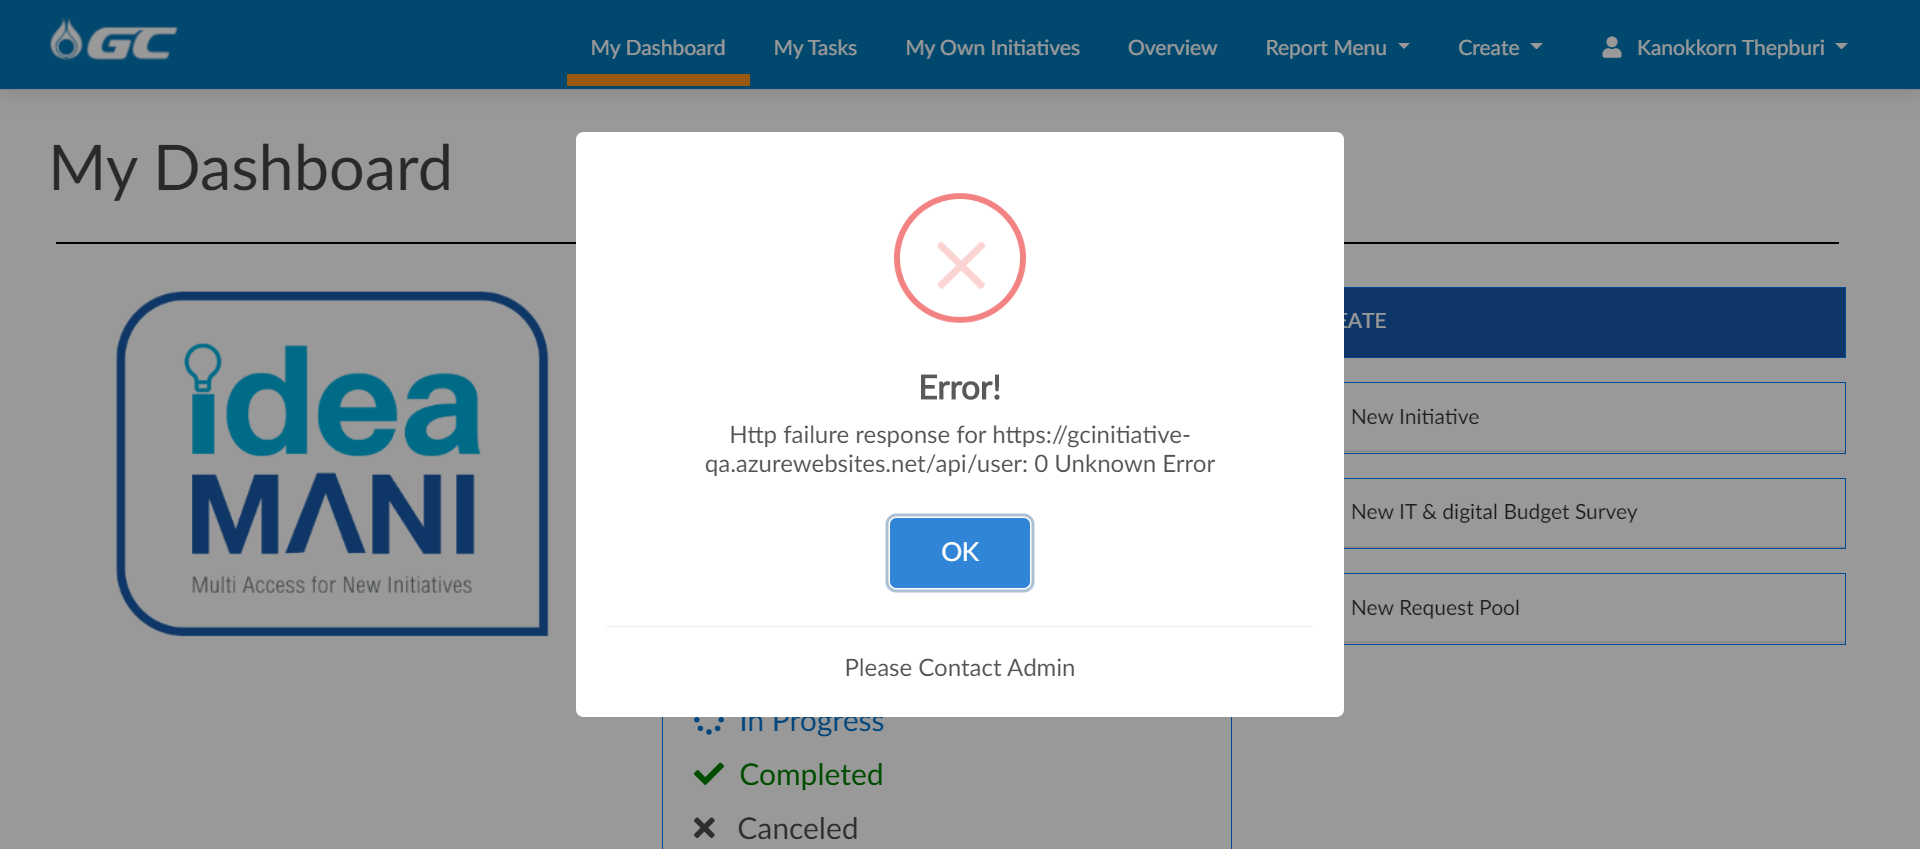 GC
My Dashboard
My Tasks
My Own Initiatives
Overview
Report Menu
Create
Kanokkorn Thepburi
My Dashboard
idea
MANI
Multi Access for New Initiatives
Error!
Http failure response for https://gcinitiative-
qa.azurewebsites.net/api/user: 0 Unknown Error
OK
Please Contact Admin
EATE
New Initiative
New IT & digital Budget Survey
New Request Pool
In Progress
Completed
Canceled